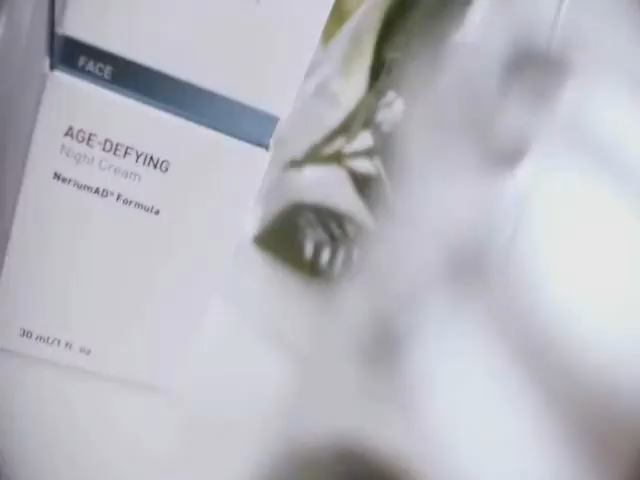 FACE
AGE-DEFYING
Night Cream
NeriumAD® Formula
30 ml/1 fl. oz